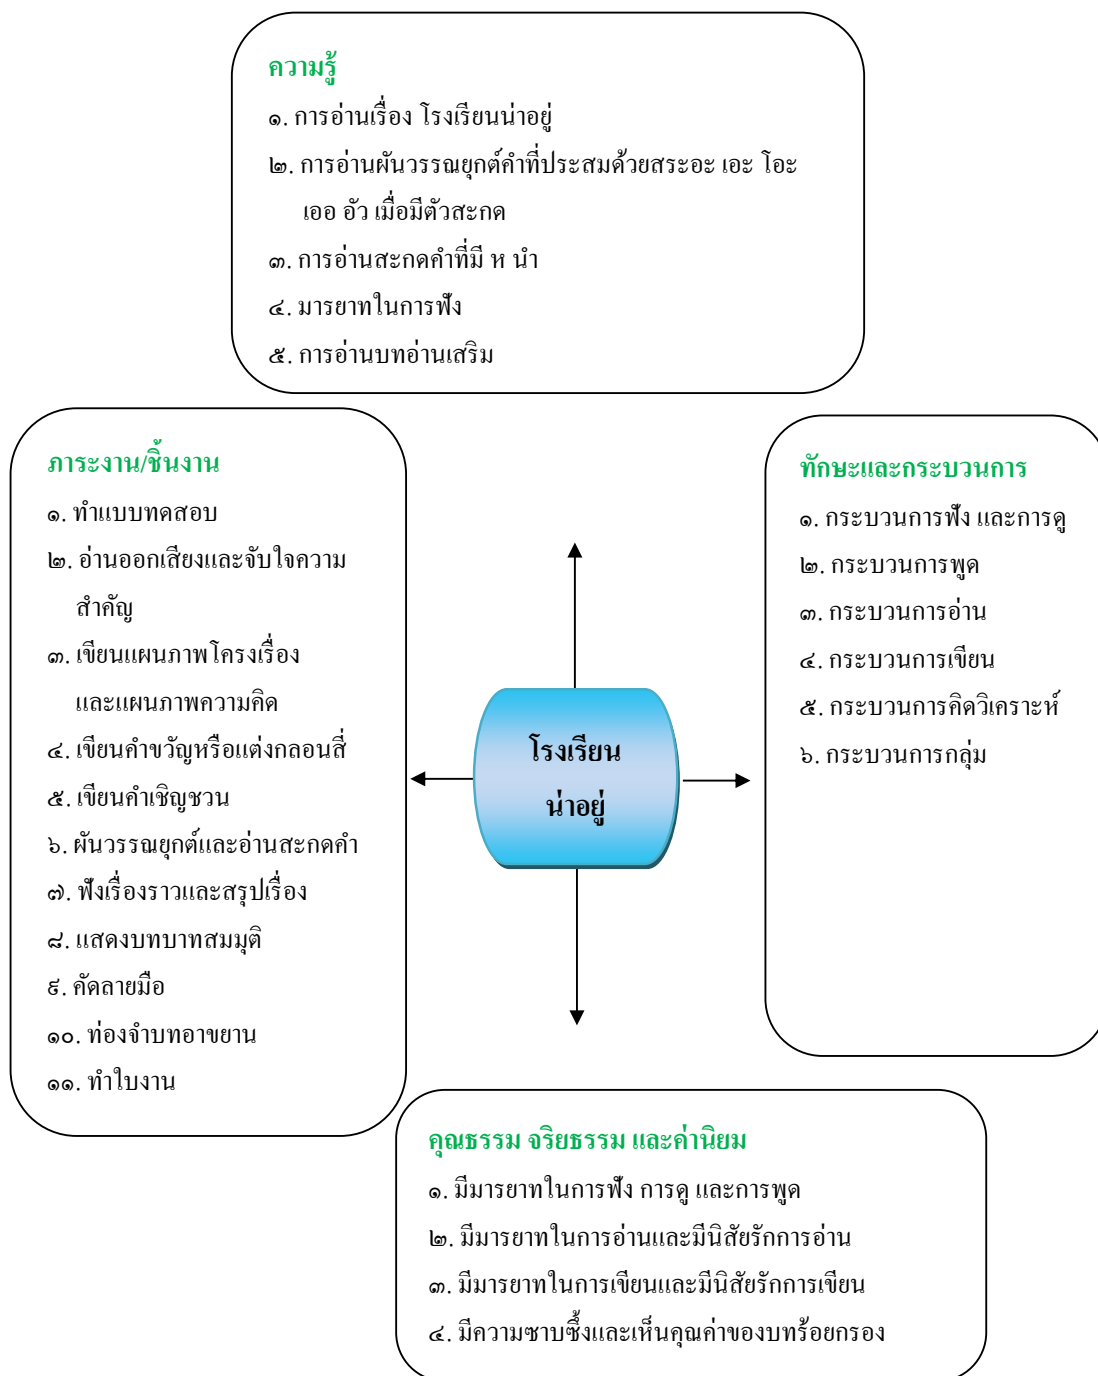 ความรู้
๑. การอ่านเรื่อง โรงเรียนน่าอยู่
๒. การอ่านผันวรรณยุกต์คำที่ประสมด้วยสระอะ เอะ โอะ
เออ อัว เมื่อมีตัวสะกด
๓. การอ่านสะกดคำที่มี ห นำ
๔. มารยาทในการฟัง
๕. การอ่านบทอ่านเสริม
ภาระงาน/ชิ้นงาน
๑. ทำแบบทดสอบ
๒. อ่านออกเสียงและจับใจความ
สำคัญ
๓. เขียนแผนภาพโครงเรื่อง
และแผนภาพความคิด
๔. เขียนคำขวัญหรือแต่งกลอนสี่
๕. เขียนคำเชิญชวน
๖. ผันวรรณยุกต์และอ่านสะกดคำ
๗. ฟังเรื่องราวและสรุปเรื่อง
๘. แสดงบทบาทสมมุติ
๙. คัดลายมือ
๑๐. ท่องจำบทอาขยาน
๑๑. ทำใบงาน
โรงเรียน
น่าอยู่
ทักษะและกระบวนการ
๑. กระบวนการฟัง และการดู
๒. กระบวนการพูด
๓. กระบวนการอ่าน
๔. กระบวนการเขียน
๕. กระบวนการคิดวิเคราะห์
๖. กระบวนการกลุ่ม
คุณธรรม จริยธรรม และค่านิยม
๑. มีมารยาทในการฟัง การดู และการพูด
๒. มีมารยาทในการอ่านและมีนิสัยรักการอ่าน
๓. มีมารยาทในการเขียนและมีนิสัยรักการเขียน
๔. มีความซาบซึ้งและเห็นคุณค่าของบทร้อยกรอง